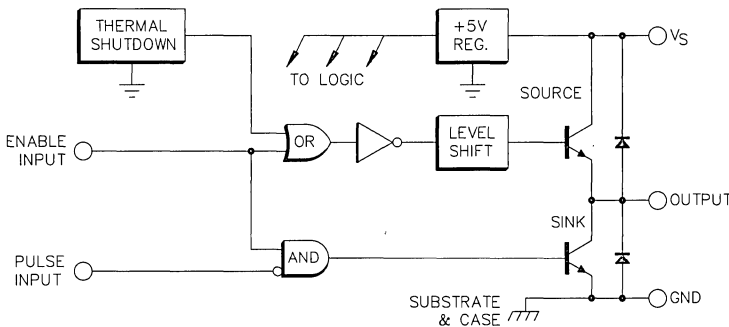 THERMAL
SHUTDOWN
+5V
REG.
VS
TO LOGIC
SOURCE
ENABLE
INPUT
OR
LEVEL
SHIFT
OUTPUT
SINK
PULSE
INPUT
AND
SUBSTRATE
& CASE
GND